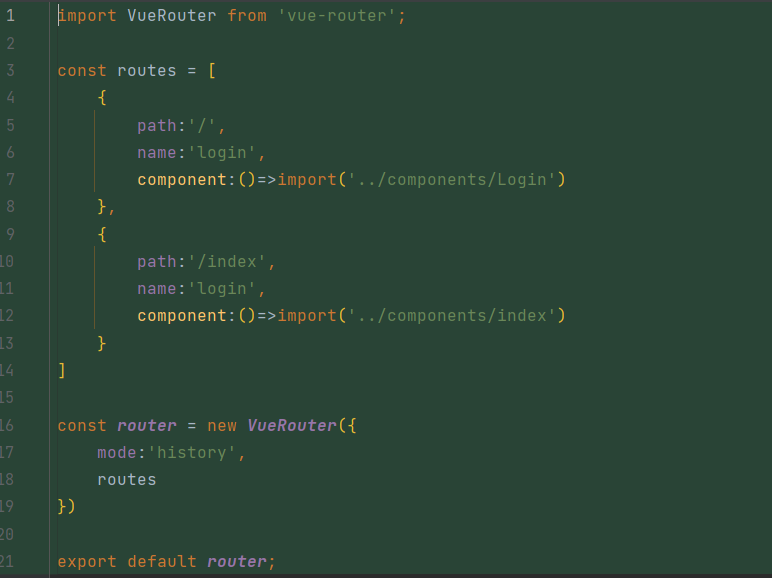 1 import VueRouter from 'vue-router';
2
3 const routes = [
4     {
5         path:'/',
6         name:'login',
7         component:()=>import('../components/Login')
8     },
9     {
10         path:'/index',
11         name:'login',
12         component:()=>import('../components/index')
13     }
14 ]
15
16 const router = new VueRouter({
17     mode:'history',
18     routes
19 })
20
21 export default router;